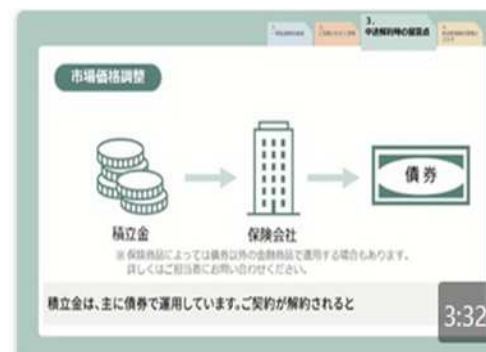 3.
中途解約時の留意点
市場価格調整
債券
積立金
保険会社
※保険商品によっては債券以外の金融商品で運用する場合もあります。
詳しくはご担当者にお問い合わせください。
積立金は、主に債券で運用しています。ご契約が解約されると
3:32